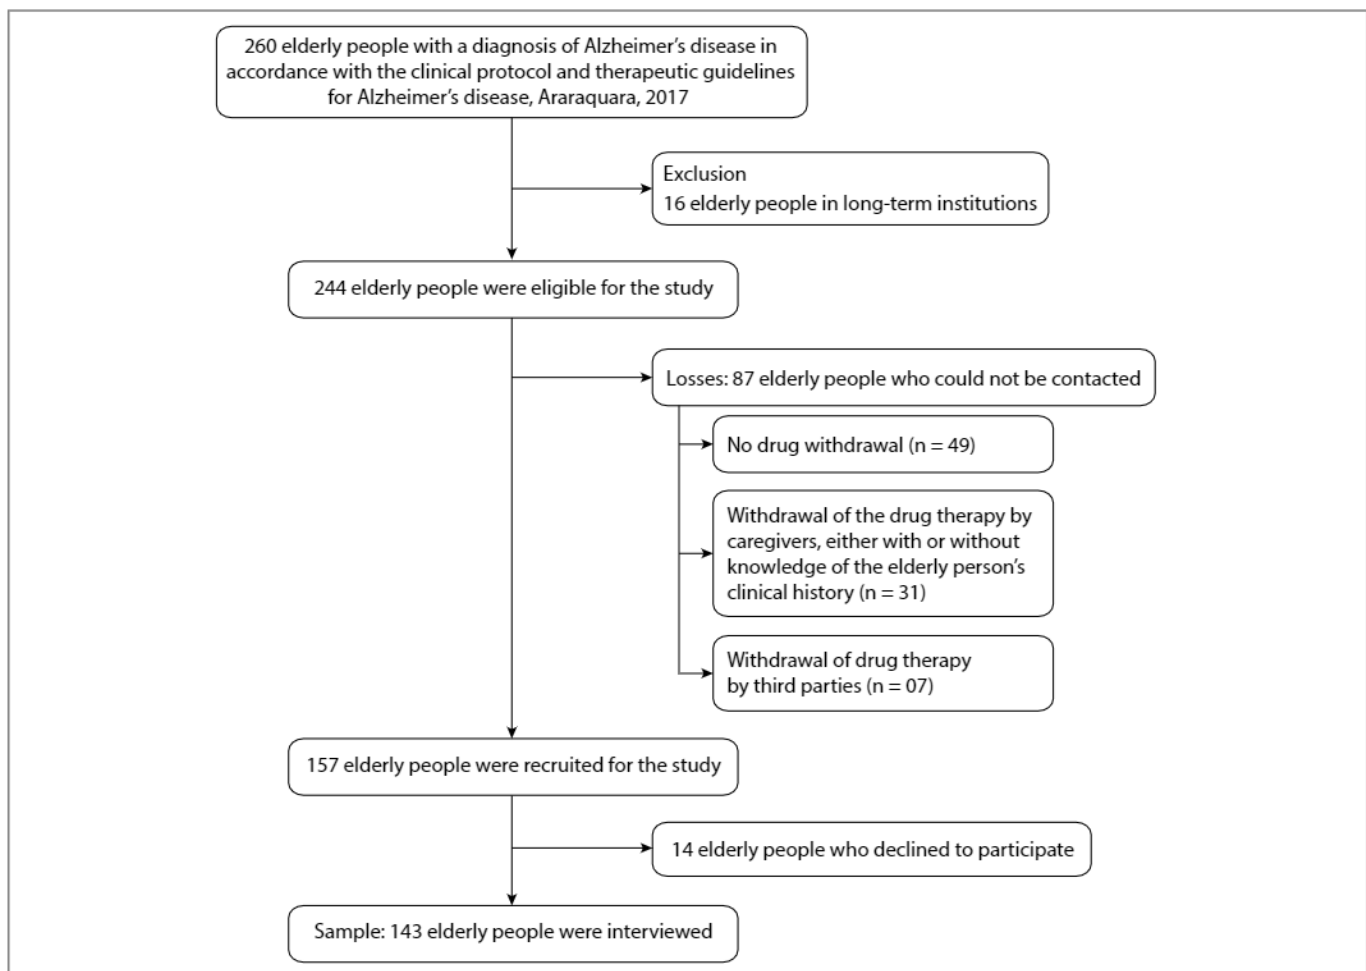 260 elderly people with a diagnosis of Alzheimer’s disease in
accordance with the clinical protocol and therapeutic guidelines
for Alzheimer’s disease, Araraquara, 2017
Exclusion
16 elderly people in long-term institutions
244 elderly people were eligible for the study
Losses: 87 elderly people who could not be contacted
No drug withdrawal (n = 49)
Withdrawal of the drug therapy by
caregivers, either with or without
knowledge of the elderly person’s
clinical history (n = 31)
Withdrawal of drug therapy
by third parties (n = 07)
157 elderly people were recruited for the study
14 elderly people who declined to participate
Sample: 143 elderly people were interviewed